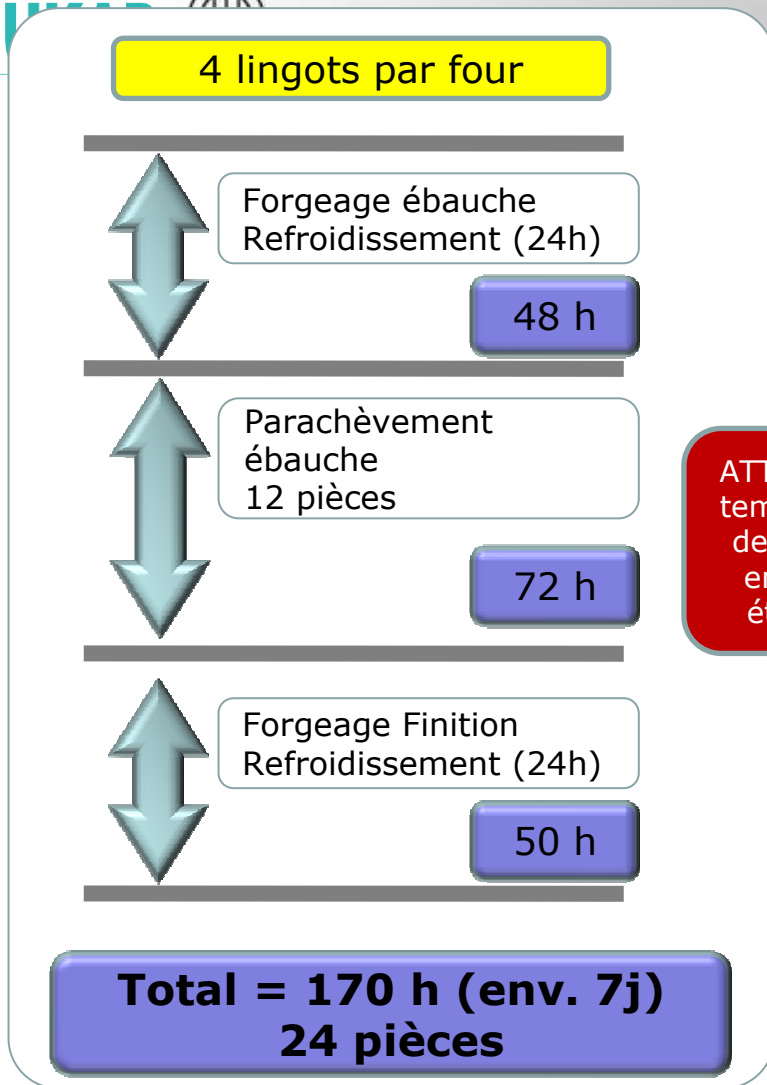 4 lingots par four
Forgeage ébauche
Refroidissement (24h)
48 h
Parachèvement
ébauche
12 pièces
72 h
Forgeage Finition
Refroidissement (24h)
50 h
Total = 170 h (env. 7j)
24 pièces